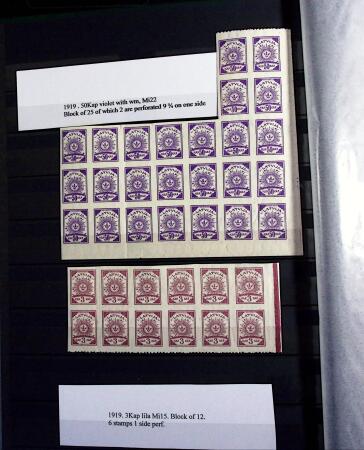 1919 . 50Kap violet with wm, Mi22
Block of 25 of which 2 are perforated 9 ¾ on one side
1919. 3Kap lila Mi15. Block of 12.
6 stamps 1 side perf.